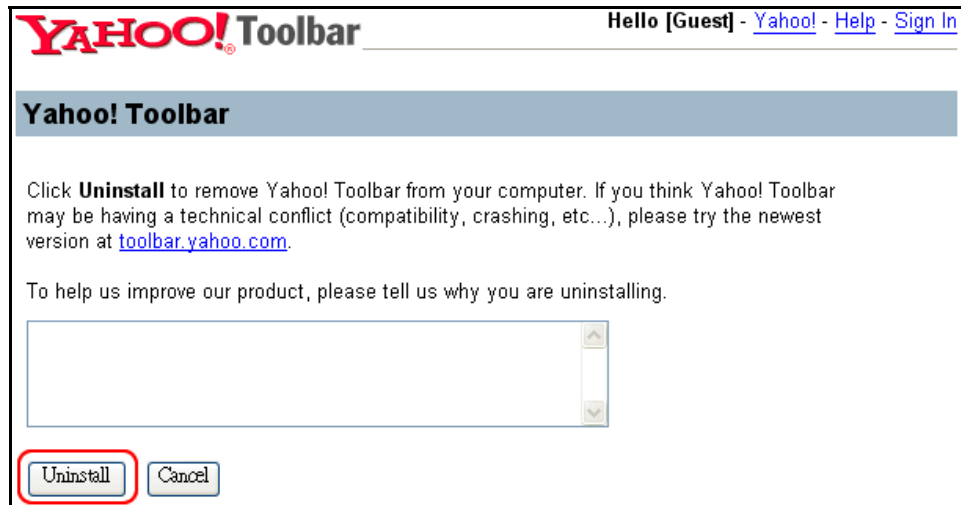 YAHOO!® Toolbar
Hello [Guest] - Yahoo! - Help - Sign In
Yahoo! Toolbar
Click Uninstall to remove Yahoo! Toolbar from your computer. If you think Yahoo! Toolbar
may be having a technical conflict (compatibility, crashing, etc...), please try the newest
version at toolbar.yahoo.com.
To help us improve our product, please tell us why you are uninstalling.
Uninstall Cancel